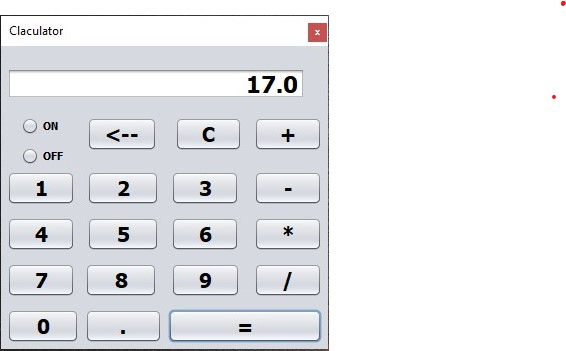 Claculator
x
17.0
ON
<-- C +
OFF
1 2 3 -
4 5 6 *
7 8 9 /
0 . =